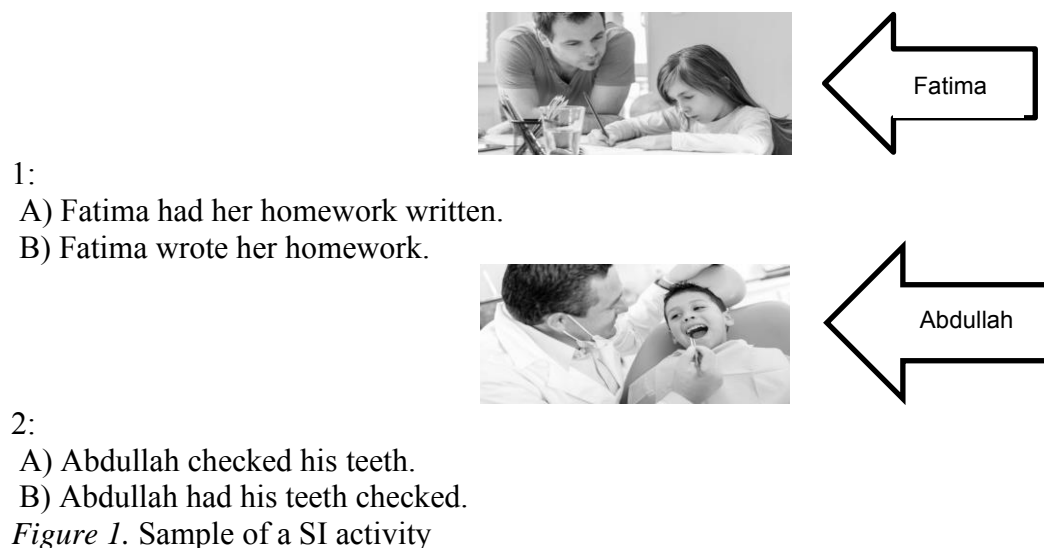 Fatima
1:
A) Fatima had her homework written.
B) Fatima wrote her homework.
Abdullah
2:
A) Abdullah checked his teeth.
B) Abdullah had his teeth checked.
Figure 1. Sample of a SI activity